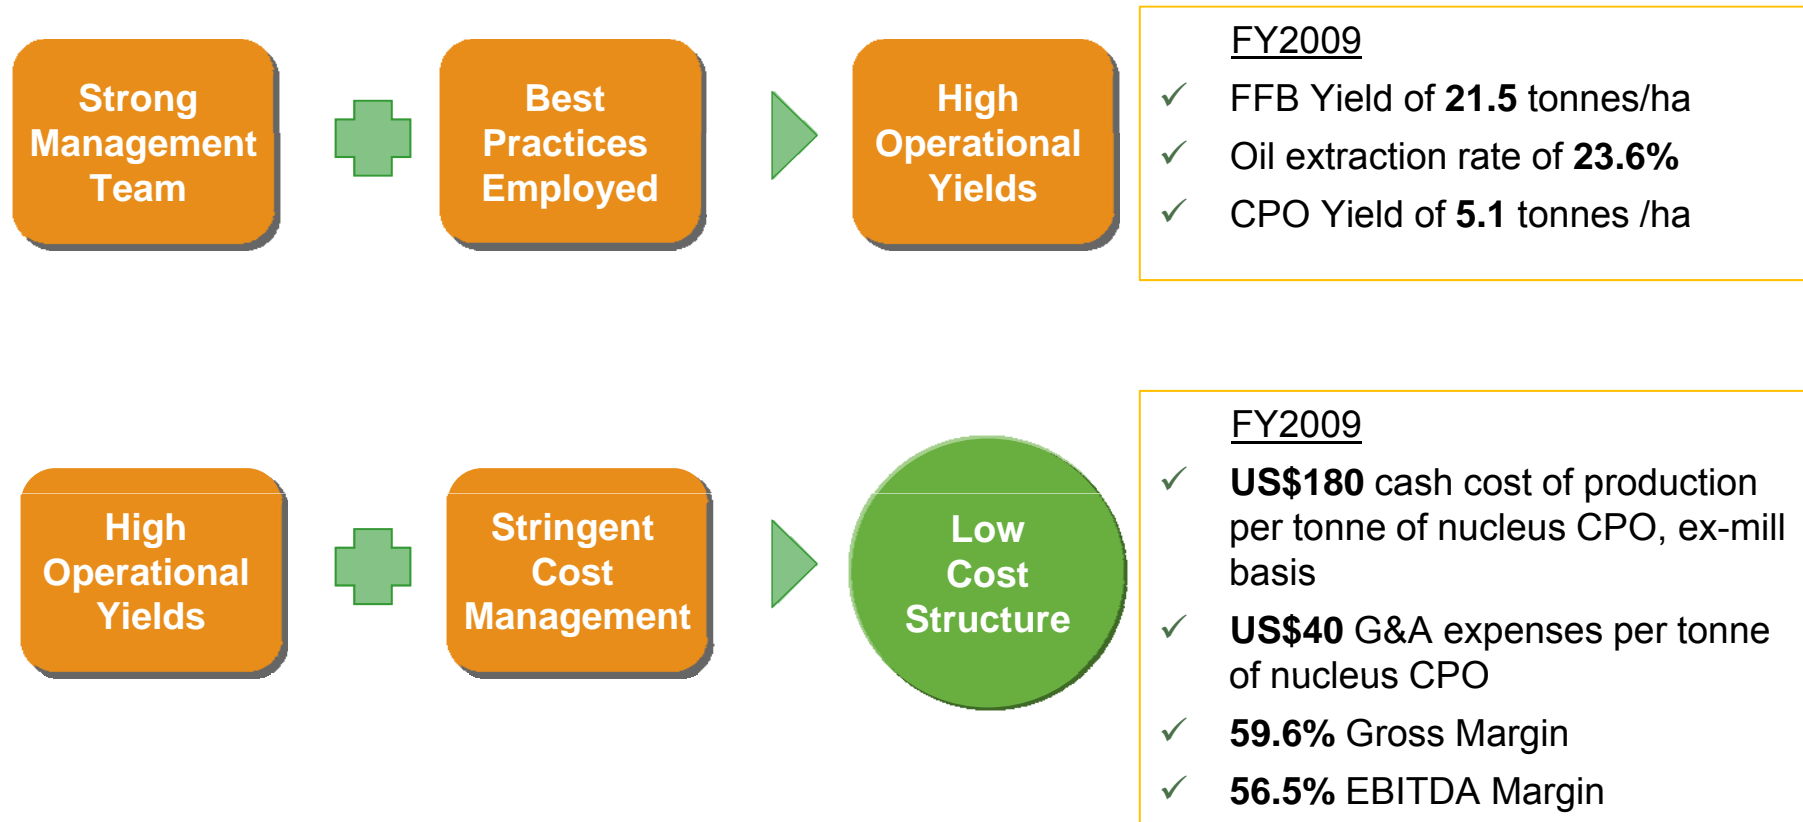 Strong
Management
Team
Best
Practices
Employed
High
Operational
Yields
FY2009
✓ FFB Yield of 21.5 tonnes/ha
✓ Oil extraction rate of 23.6%
✓ CPO Yield of 5.1 tonnes /ha
High
Operational
Yields
Stringent
Cost
Management
Low
Cost
Structure
FY2009
✓ US$180 cash cost of production
per tonne of nucleus CPO, ex-mill
basis
✓ US$40 G&A expenses per tonne
of nucleus CPO
✓ 59.6% Gross Margin
✓ 56.5% EBITDA Margin